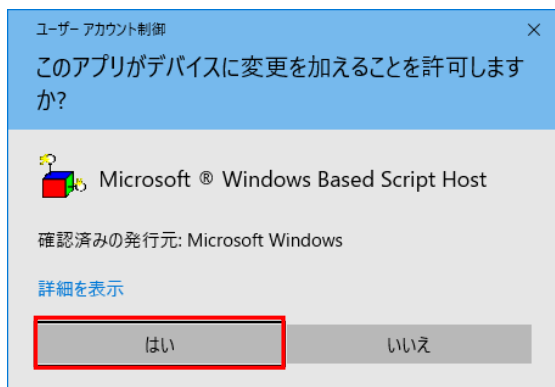 ユーザー アカウント制御
このアプリがデバイスに変更を加えることを許可します
か?
Microsoft ® Windows Based Script Host
確認済みの発行元: Microsoft Windows
詳細を表示
はい
いいえ